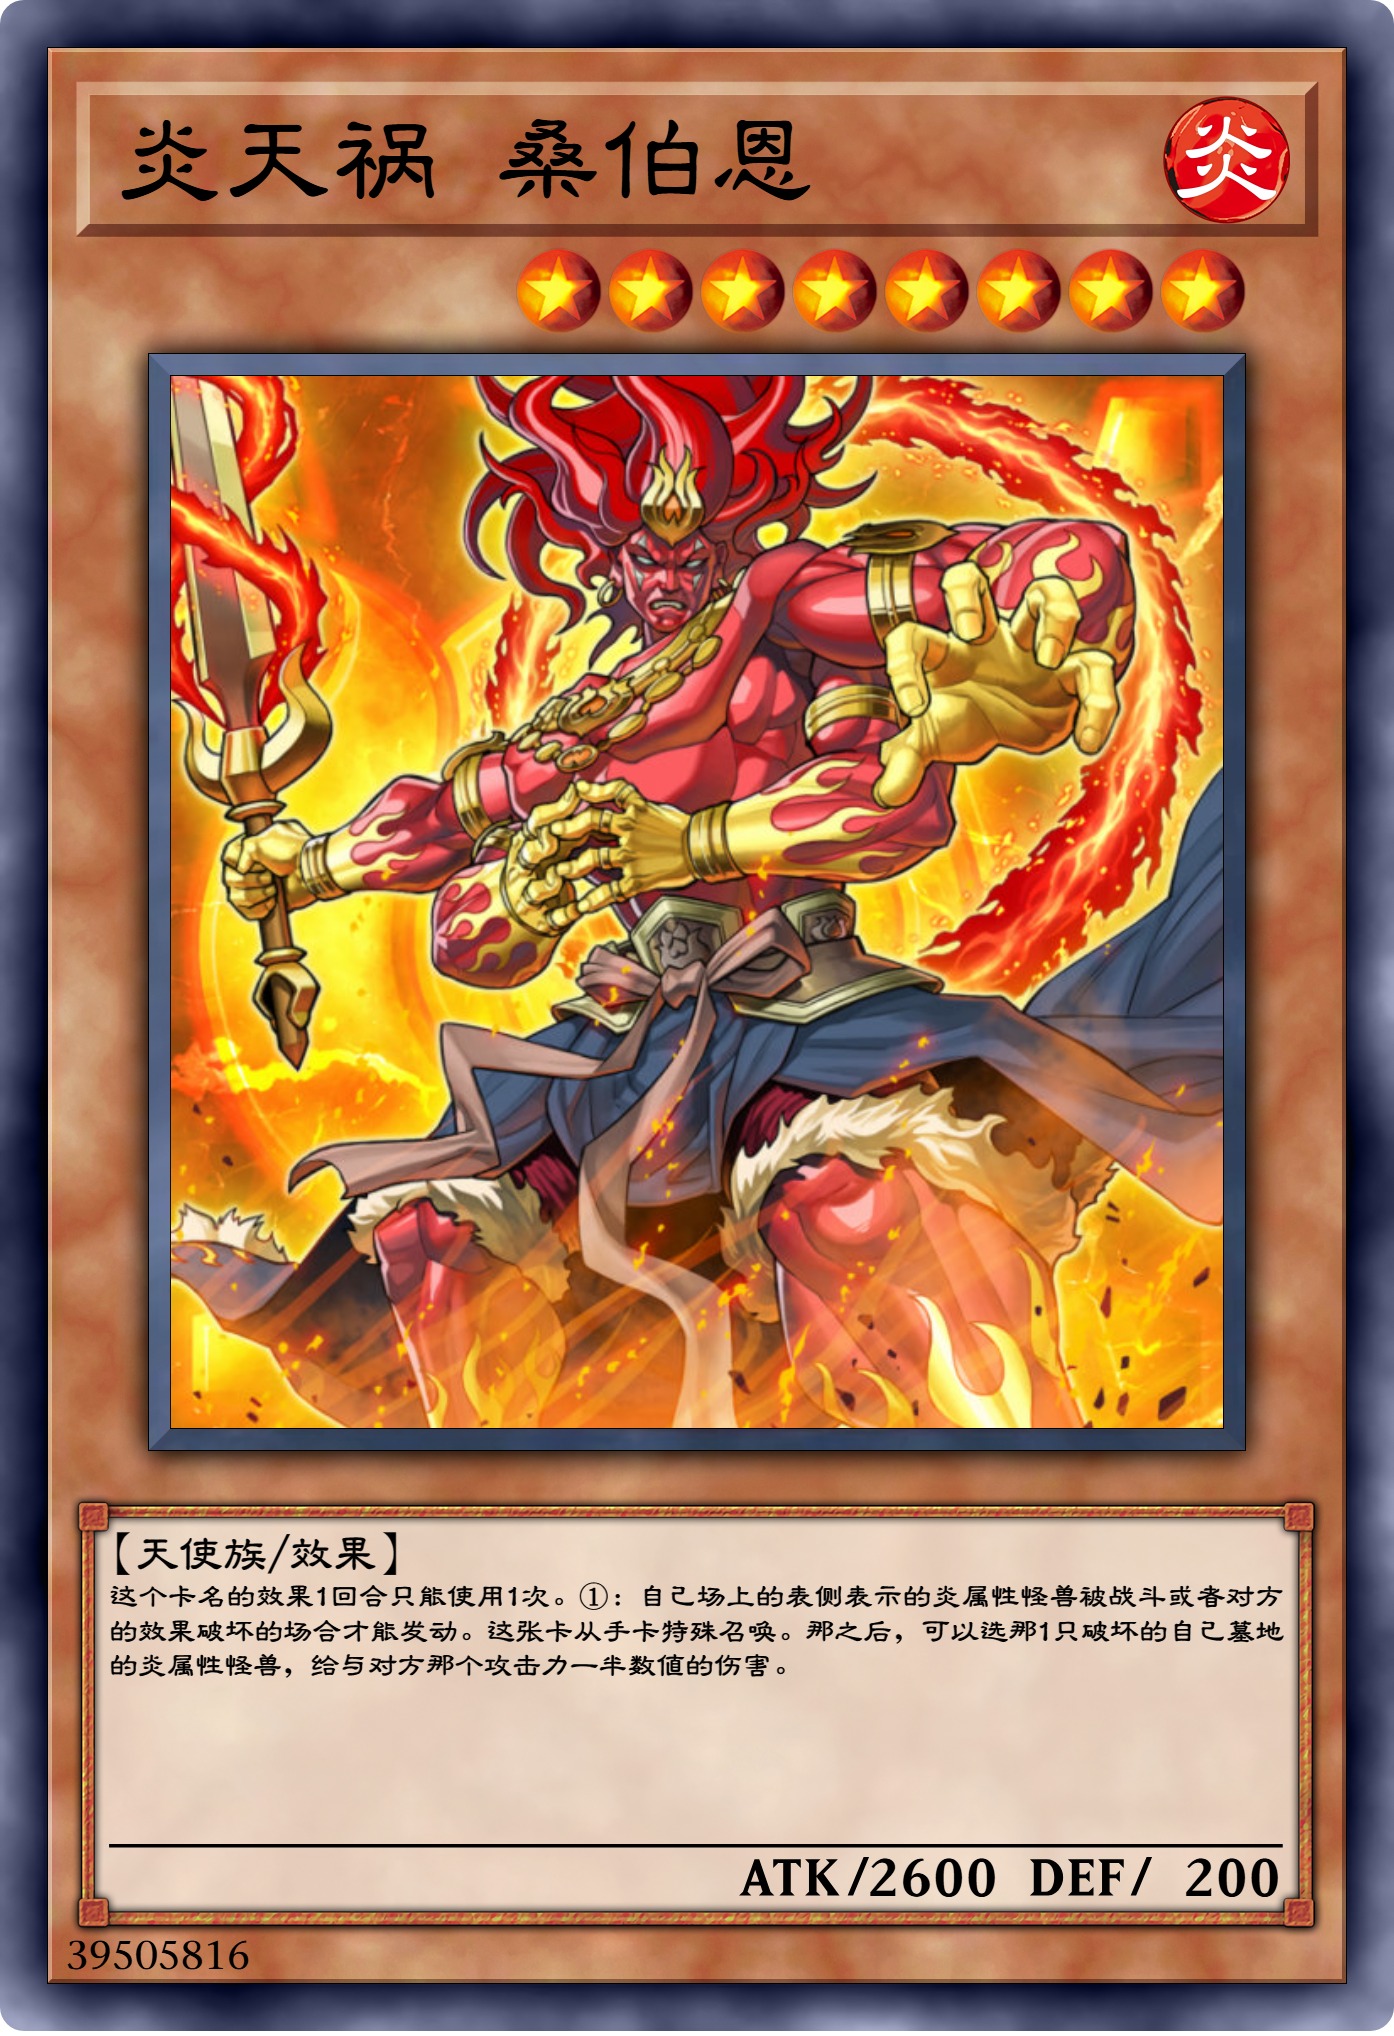 炎天祸 桑伯恩
炎
【天使族/效果】
这个卡名的效果1回合只能使用1次。①：自己场上的表侧表示的炎属性怪兽被战斗或者对方
的效果破坏的场合才能发动。这张卡从手卡特殊召唤。那之后，可以选那1只破坏的自己墓地
的炎属性怪兽，给与对方那个攻击力一半数值的伤害。
ATK/2600 DEF/ 200
39505816